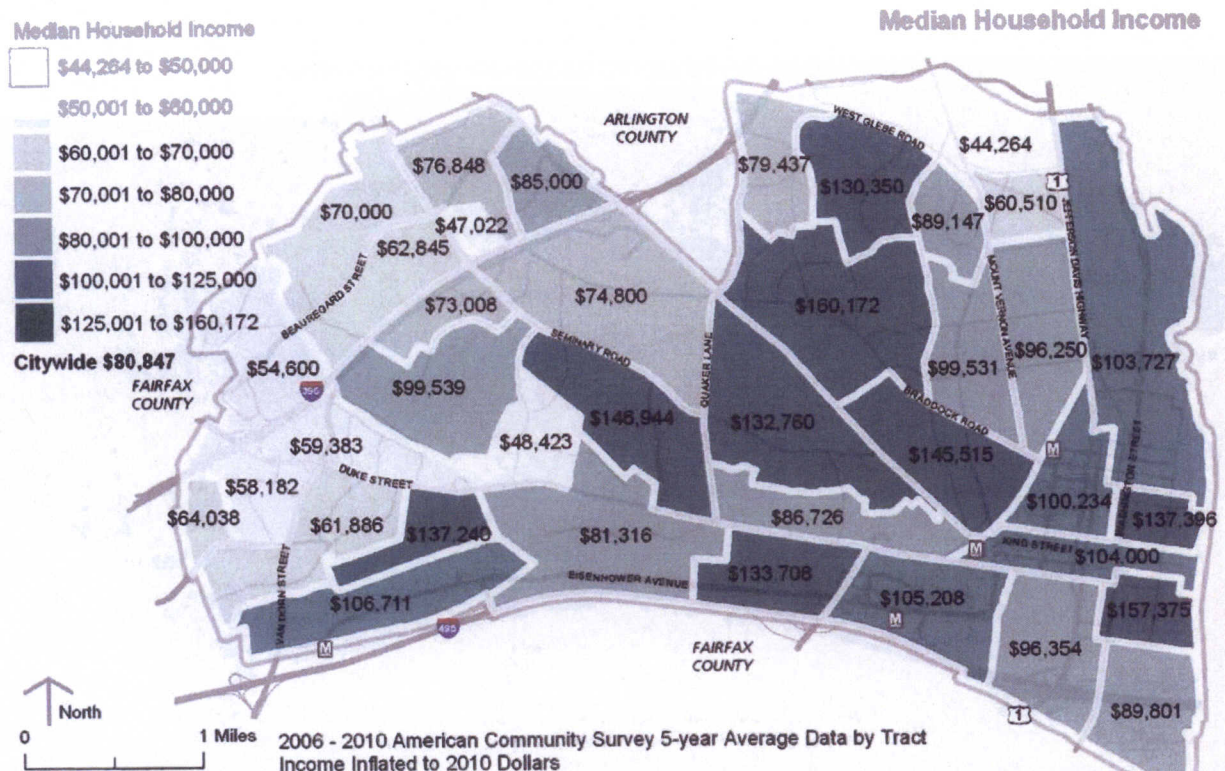 Median Household Income
Median Household Income
$44,264 to $50,000
$50,001 to $60,000
$60,001 to $70,000
$70,001 to $80,000
$80,001 to $100,000
$100,001 to $125,000
$125,001 to $160,172
Citywide $80,847
FAIRFAX
COUNTY
ARLINGTON
COUNTY
WEST GLEBE ROAD
$44,264
$76,848
$85,000
$79,437
$130,350
1
$60,510
$70,000
$47,022
$89,147
$62,845
JEFFERSON DAVIS HIGHWAY
BEAUREGARD STREET
$73,008
$74,800
$160,172
MOUNT VERNON AVENUE
SEMINARY ROAD
QUAKER LANE
$96,250
$103,727
$54,600
$99,531
395
$99,539
BRADDOCK ROAD
$146,944
$132,760
$48,423
$59,383
$145,515
M
DUKE STREET
WASHINGTON STREET
$58,182
$64,038
$61,886
$137,240
$81,316
$86,726
$100,234
$137,396
M
KING STREET
$104,000
EISENHOWER AVENUE
$133,708
VAN DORN STREET
$106,711
$105,208
$157,375
M
495
M
FAIRFAX
COUNTY
$96,354
North
1
$89,801
0
1 Miles
2006 - 2010 American Community Survey 5-year Average Data by Tract
Income Inflated to 2010 Dollars